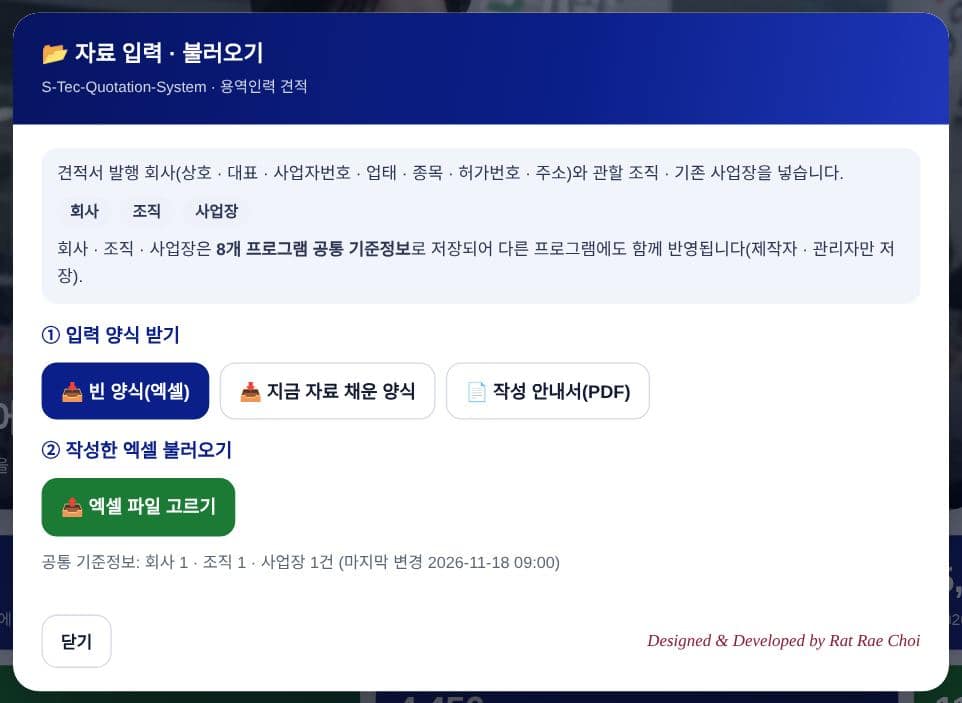 📂 자료 입력 · 불러오기
S-Tec-Quotation-System · 용역인력 견적
견적서 발행 회사(상호 · 대표 · 사업자번호 · 업태 · 종목 · 허가번호 · 주소)와 관할 조직 · 기존 사업장을 넣습니다.
회사 조직 사업장
회사 · 조직 · 사업장은 8개 프로그램 공통 기준정보로 저장되어 다른 프로그램에도 함께 반영됩니다(제작자 · 관리자만 저
장).
① 입력 양식 받기
📥 빈 양식(엑셀) 📥 지금 자료 채운 양식 📄 작성 안내서(PDF)
② 작성한 엑셀 불러오기
📤 엑셀 파일 고르기
공통 기준정보: 회사 1 · 조직 1 · 사업장 1건 (마지막 변경 2026-11-18 09:00)
닫기
Designed & Developed by Rat Rae Choi